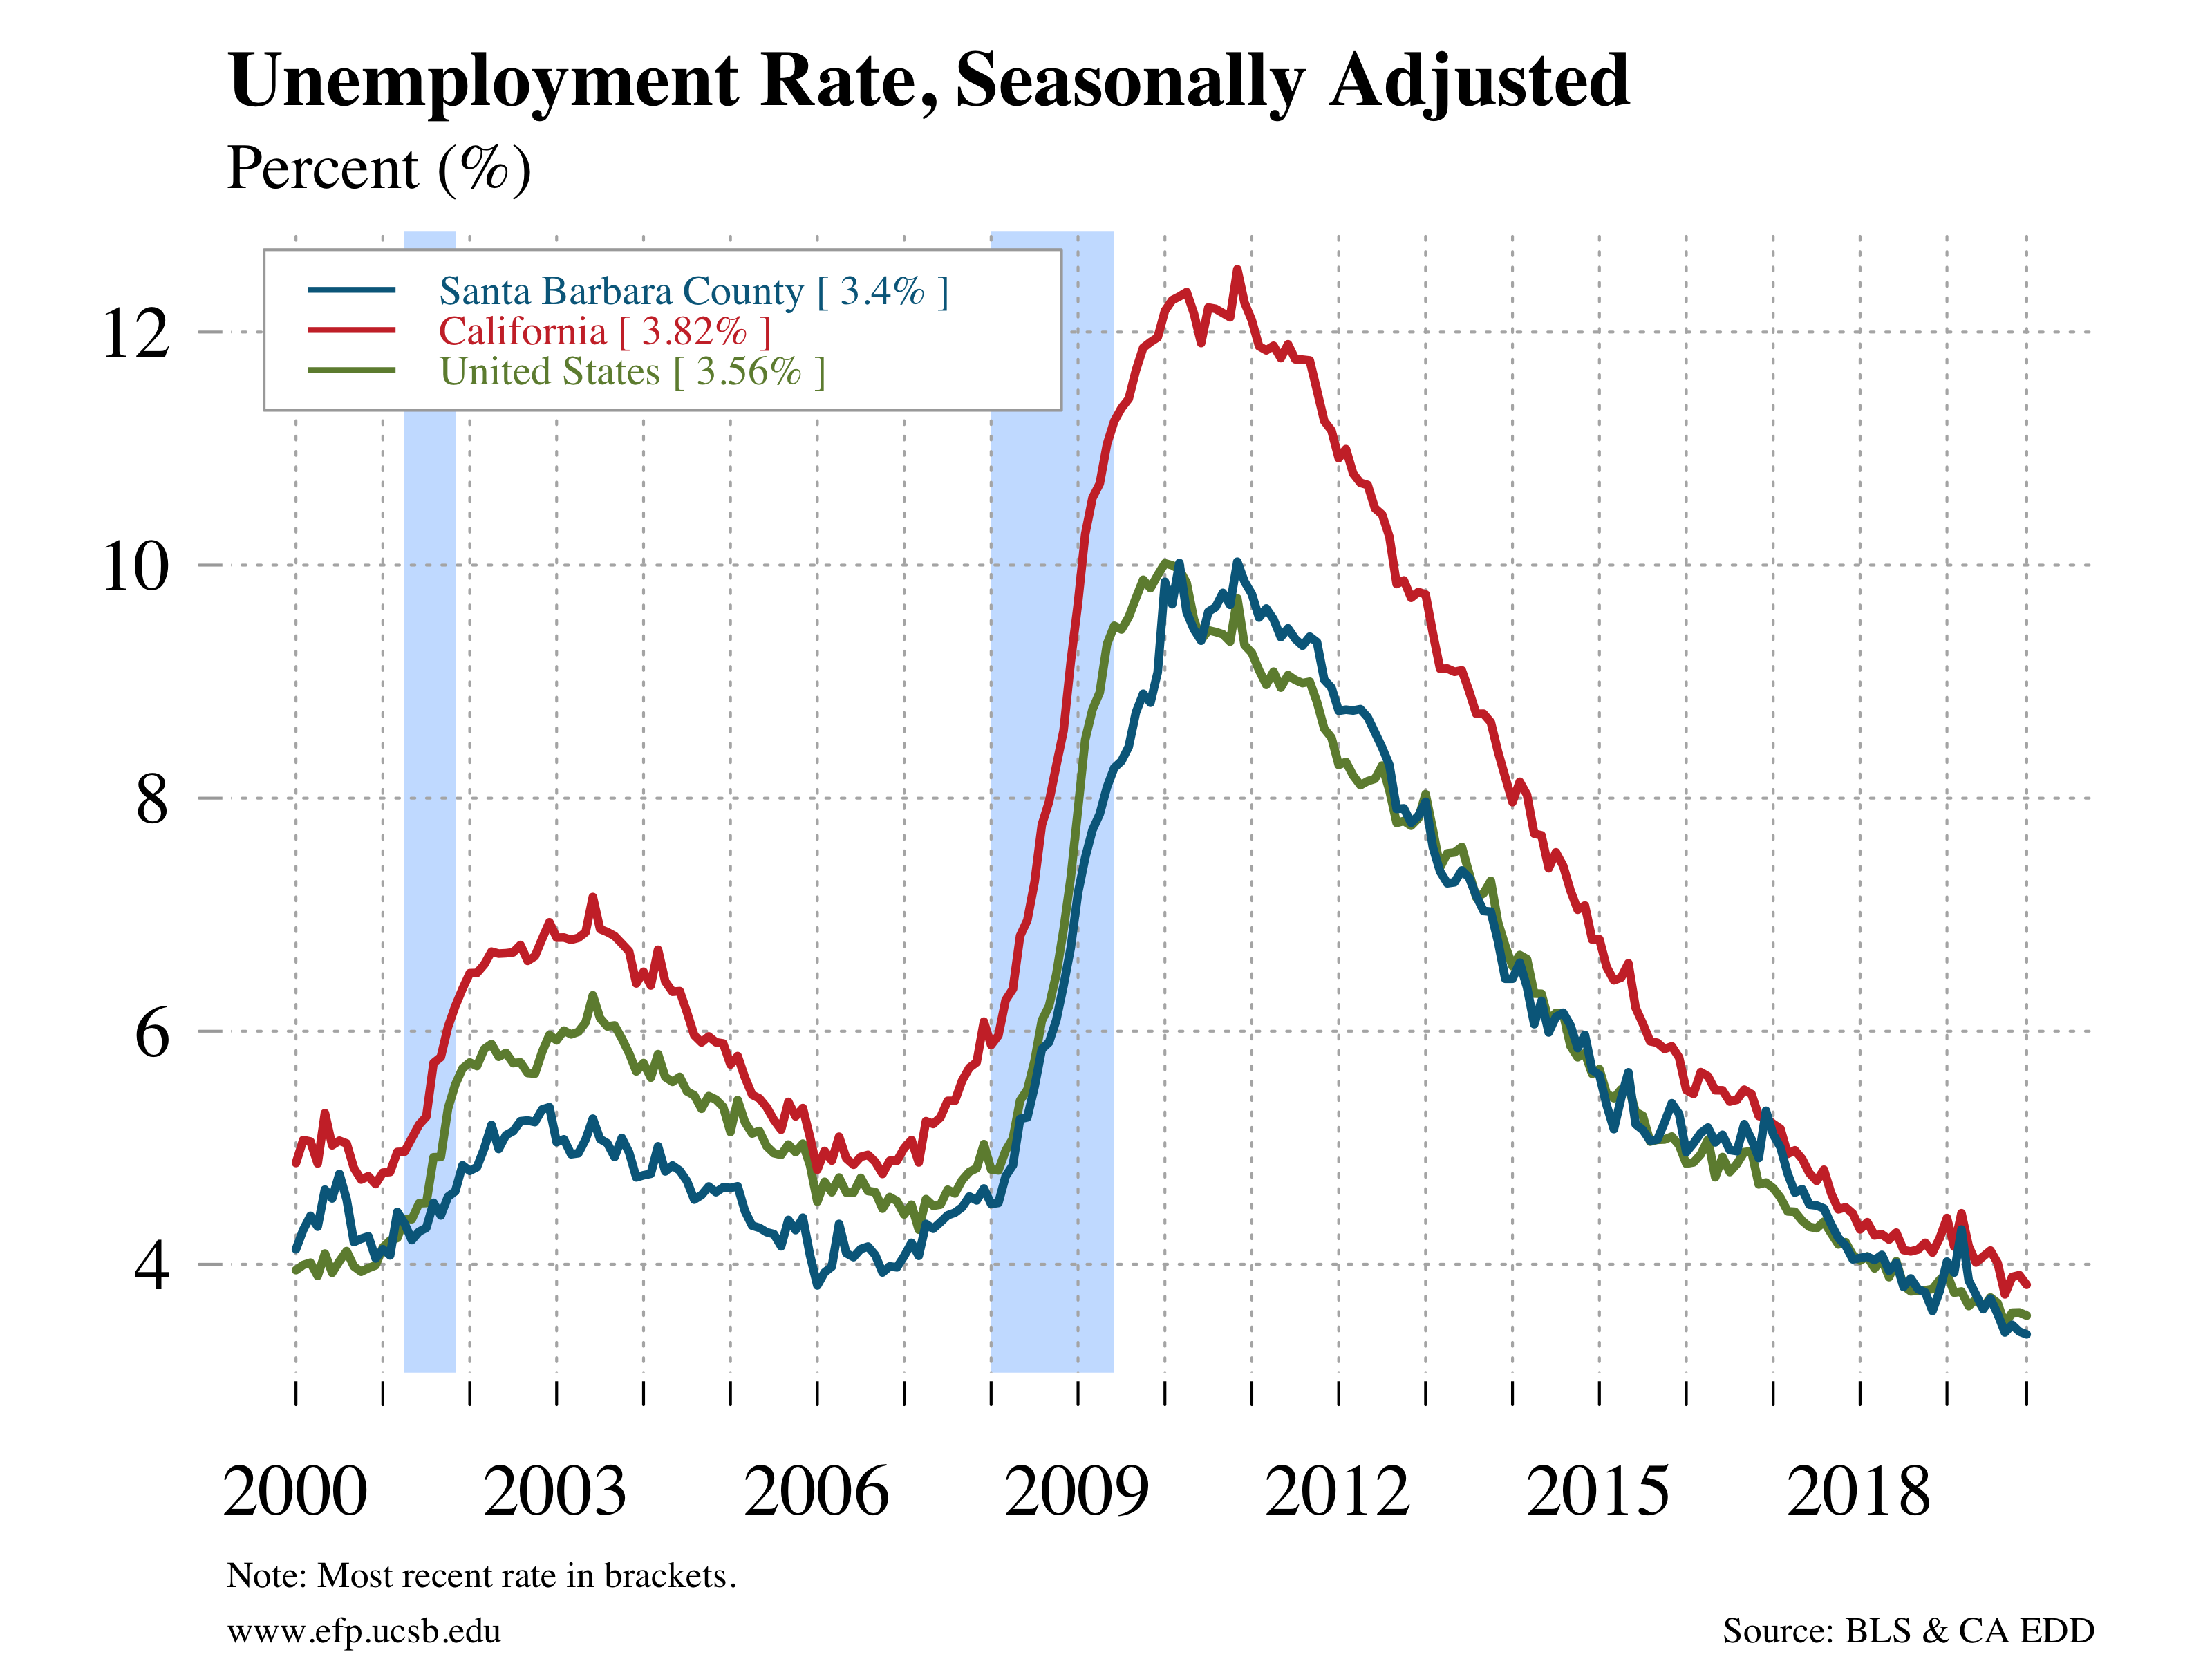 Unemployment Rate, Seasonally Adjusted
Percent (%)
Santa Barbara County [ 3.4% ]
California [ 3.82% ]
United States [ 3.56% ]
12
10
8
6
4
2000 2003 2006 2009 2012 2015 2018
Note: Most recent rate in brackets.
www.efp.ucsb.edu
Source: BLS & CA EDD